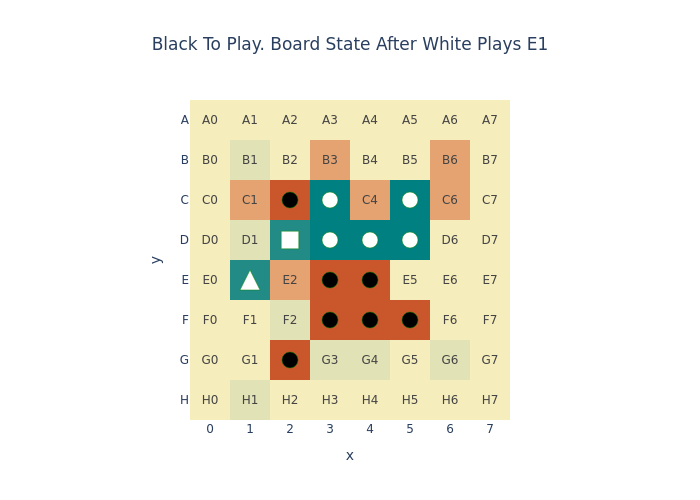 Black To Play. Board State After White Plays E1
A A0 A1 A2 A3 A4 A5 A6 A7
B B0 B1 B2 B3 B4 B5 B6 B7
C C0 C1 C4 C6 C7
D D0 D1 D6 D7
E E0 E2 E5 E6 E7
F F0 F1 F2 F6 F7
G G0 G1 G3 G4 G5 G6 G7
H H0 H1 H2 H3 H4 H5 H6 H7
0 1 2 3 4 5 6 7
x
y